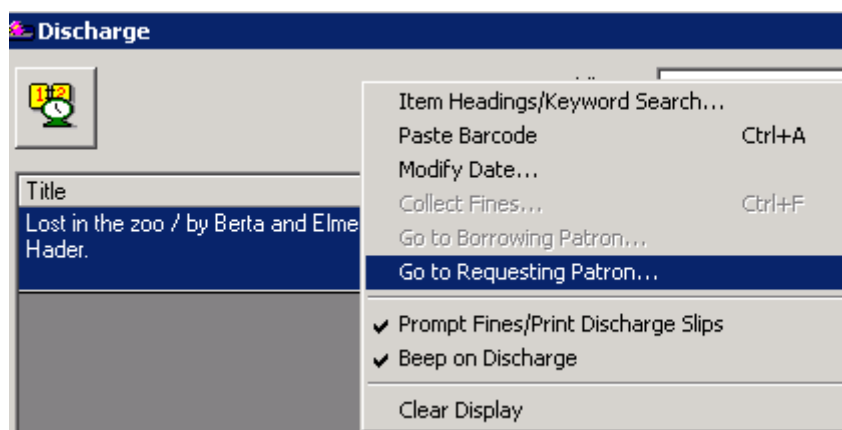 Discharge
Item Headings/Keyword Search...
Paste Barcode Ctrl+A
Modify Date...
Collect Fines... Ctrl+F
Go to Borrowing Patron...
Go to Requesting Patron...
Prompt Fines/Print Discharge Slips
Beep on Discharge
Clear Display
1 2
Title
Lost in the zoo / by Berta and Elme
Hader.